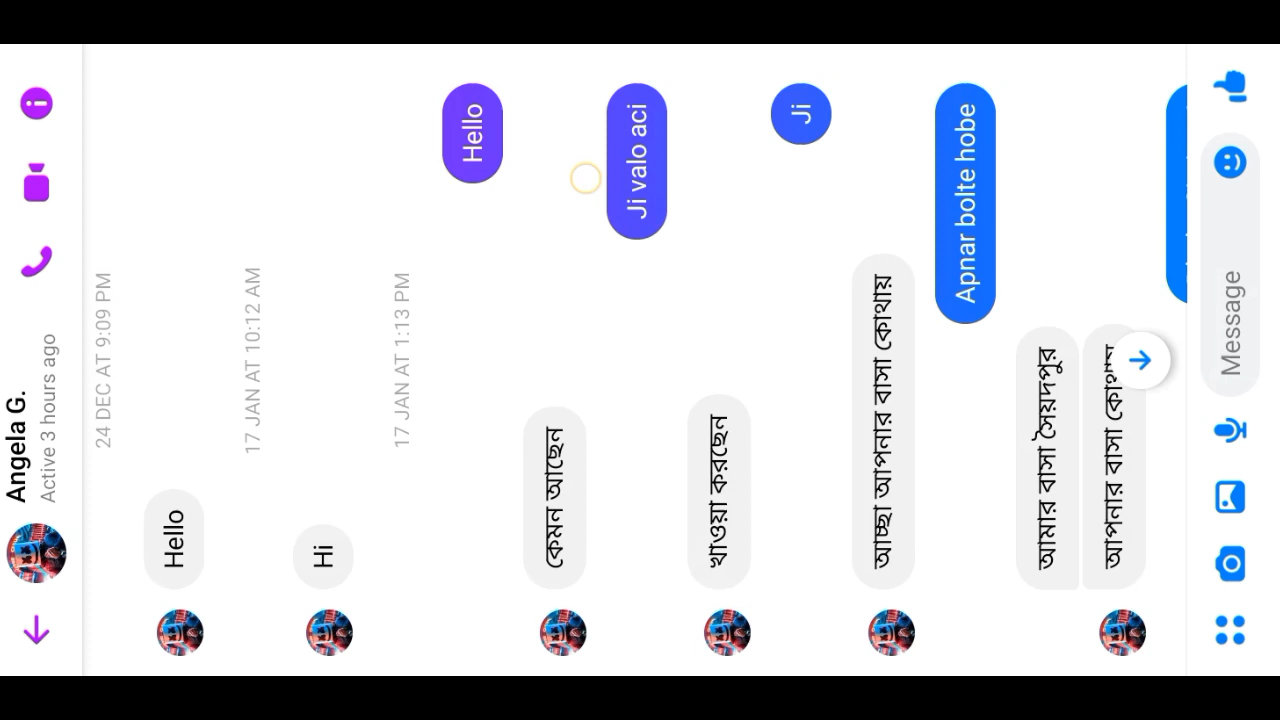 Angela G.
Active 3 hours ago
24 DEC AT 9:09 PM
Hello
17 JAN AT 10:12 AM
Hi
17 JAN AT 1:13 PM
Hello
কেমন আছেন
Ji valo aci
খাওয়া করছেন
Ji
আচ্ছা আপনার বাসা কোথায়
Apnar bolte hobe
আমার বাসা সৈয়দপুর
আপনার বাসা
Message